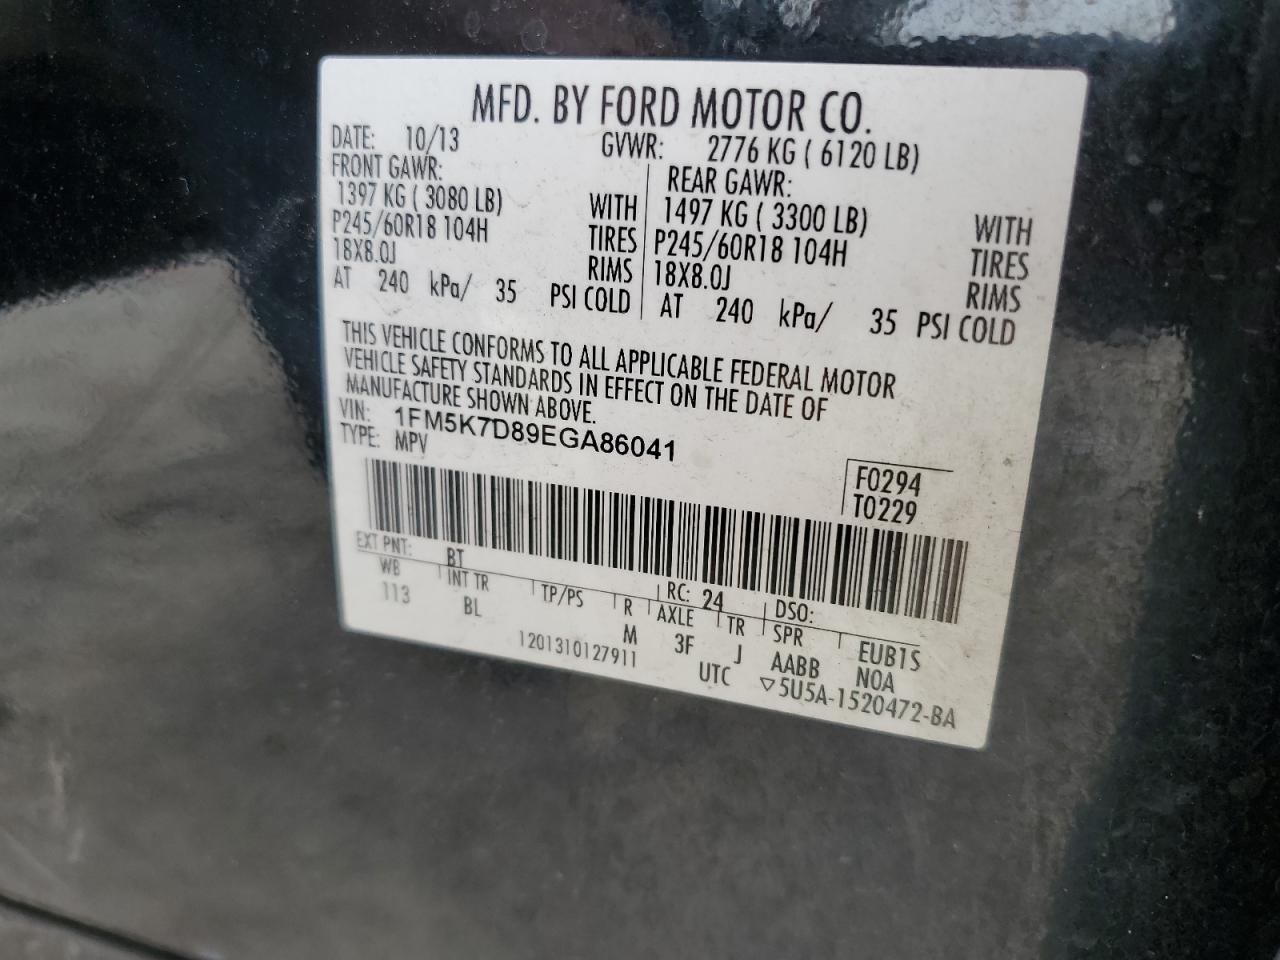 MFD. BY FORD MOTOR CO.
DATE: 10/13 GVWR: 2776 KG ( 6120 LB)
FRONT GAWR: REAR GAWR:
1397 KG ( 3080 LB) WITH 1497 KG ( 3300 LB) WITH
P245/60R18 104H TIRES P245/60R18 104H TIRES
18X8.0J RIMS 18X8.0J RIMS
AT 240 kPa/ 35 PSI COLD AT 240 kPa/ 35 PSI COLD
THIS VEHICLE CONFORMS TO ALL APPLICABLE FEDERAL MOTOR
VEHICLE SAFETY STANDARDS IN EFFECT ON THE DATE OF
MANUFACTURE SHOWN ABOVE.
VIN: 1FM5K7D89EGA86041
TYPE: MPV
F0294
T0229
EXT PNT: BT RC: 24 DSO:
WB INT TR TP/PS R AXLE TR SPR EUB1S
113 BL M 3F J AABB NOA
1201310127911 UTC ▽5U5A-1520472-BA